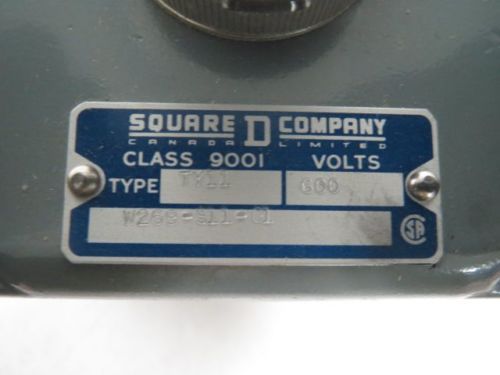 SQUARE D COMPANY
CANADA LIMITED
CLASS 9001 VOLTS
TYPE 600